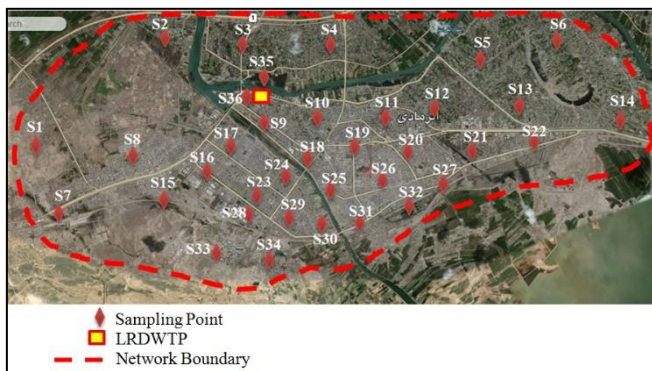 S2
S3
S4
S6
S5
S35
S36
S1
S9
S10
S11
الرمادي
S12
S13
S14
S8
S17
S18
S19
S20
S21
S22
S16
S24
S7
S15
S23
S25
S26
S27
S28
S29
S32
S30
S31
S33
S34
Sampling Point
LRDWTP
Network Boundary